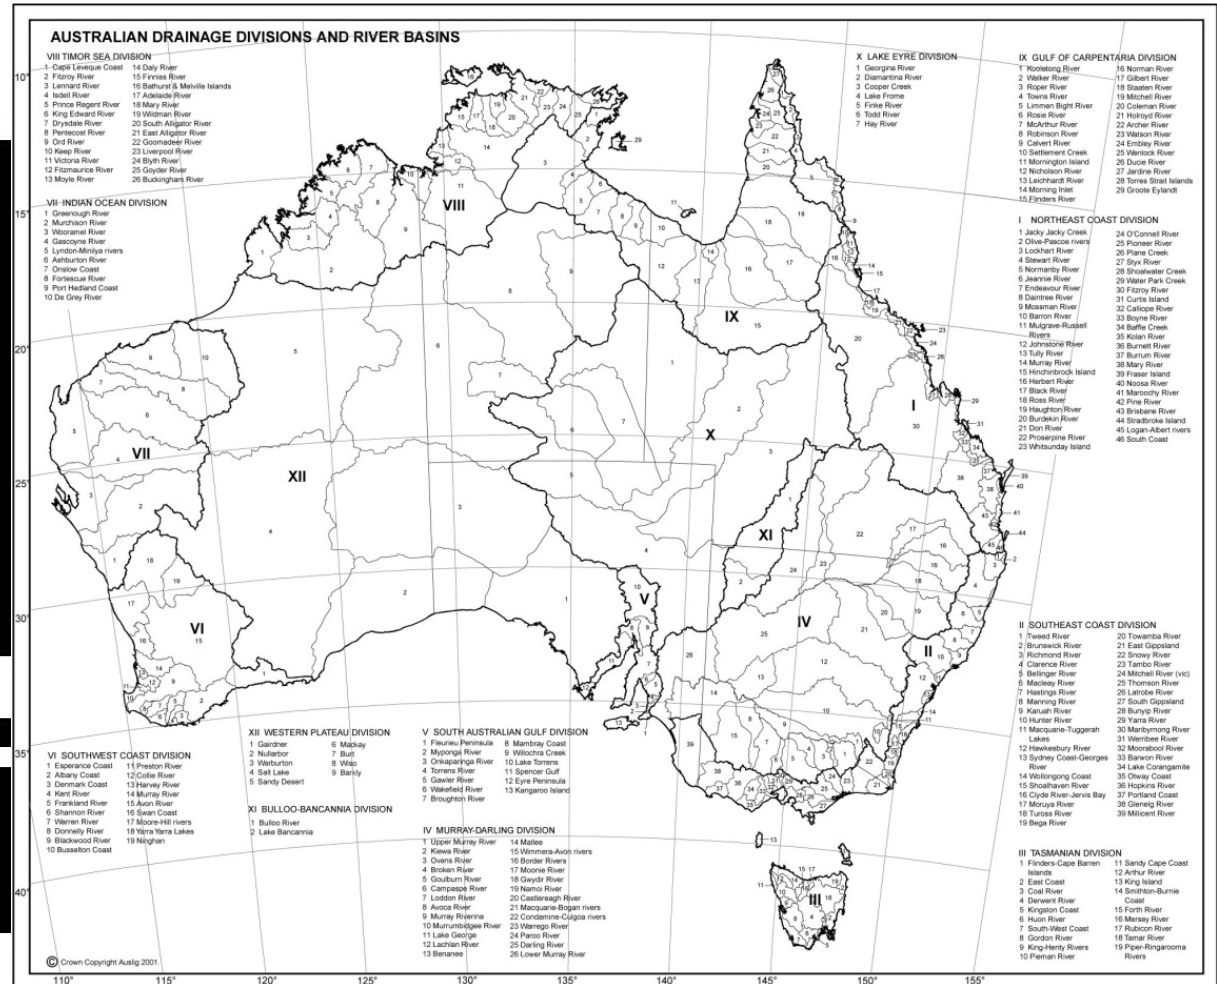 AUSTRALIAN DRAINAGE DIVISIONS AND RIVER BASINS
VIII TIMOR SEA DIVISION
1 Cape Leveque Coast
2 Fitzroy River
3 Lennard River
4 Isdell River
5 Prince Regent River
6 King Edward River
7 Drysdale River
8 Pentecost River
9 Ord River
10 Keep River
11 Victoria River
12 Fitzmaurice River
13 Moyle River
14 Daly River
15 Finniss River
16 Bathurst & Melville Islands
17 Adelaide River
18 Mary River
19 Wildman River
20 South Alligator River
21 East Alligator River
22 Goomadeer River
23 Liverpool River
24 Blyth River
25 Goyder River
26 Buckingham River
VII INDIAN OCEAN DIVISION
1 Greenough River
2 Murchison River
3 Wooramel River
4 Gascoyne River
5 Lyndon-Minilya rivers
6 Ashburton River
7 Onslow Coast
8 Fortescue River
9 Port Hedland Coast
10 De Grey River
X LAKE EYRE DIVISION
1 Georgina River
2 Diamantina River
3 Cooper Creek
4 Lake Frome
5 Finke River
6 Todd River
7 Hay River
IX GULF OF CARPENTARIA DIVISION
1 Koolatong River
2 Walker River
3 Roper River
4 Towns River
5 Limmen Bight River
6 Rosie River
7 McArthur River
8 Robinson River
9 Calvert River
10 Settlement Creek
11 Mornington Island
12 Nicholson River
13 Leichhardt River
14 Morning Inlet
15 Flinders River
16 Norman River
17 Gilbert River
18 Staaten River
19 Mitchell River
20 Coleman River
21 Holroyd River
22 Archer River
23 Watson River
24 Embley River
25 Wenlock River
26 Ducie River
27 Jardine River
28 Torres Strait Islands
29 Groote Eylandt
I NORTHEAST COAST DIVISION
1 Jacky Jacky Creek
2 Olive-Pascoe rivers
3 Lockhart River
4 Stewart River
5 Normanby River
6 Jeannie River
7 Endeavour River
8 Daintree River
9 Mossman River
10 Barron River
11 Mulgrave-Russell
Rivers
12 Johnstone River
13 Tully River
14 Murray River
15 Hinchinbrook Island
16 Herbert River
17 Black River
18 Ross River
19 Haughton River
20 Burdekin River
21 Don River
22 Proserpine River
23 Whitsunday Island
24 O'Connell River
25 Pioneer River
26 Plane Creek
27 Styx River
28 Shoalwater Creek
29 Water Park Creek
30 Fitzroy River
31 Curtis Island
32 Calliope River
33 Boyne River
34 Baffle Creek
35 Kolan River
36 Burnett River
37 Burrum River
38 Mary River
39 Fraser Island
40 Noosa River
41 Maroochy River
42 Pine River
43 Brisbane River
44 Stradbroke Island
45 Logan-Albert rivers
46 South Coast
VIII
IX
I
X
VII
XII
XI
V
VI
IV
II
III
II SOUTHEAST COAST DIVISION
1 Tweed River
2 Brunswick River
3 Richmond River
4 Clarence River
5 Bellinger River
6 Macleay River
7 Hastings River
8 Manning River
9 Karuah River
10 Hunter River
11 Macquarie-Tuggerah
Lakes
12 Hawkesbury River
13 Sydney Coast-Georges
River
14 Wollongong Coast
15 Shoalhaven River
16 Clyde River-Jervis Bay
17 Moruya River
18 Tuross River
19 Bega River
20 Towamba River
21 East Gippsland
22 Snowy River
23 Tambo River
24 Mitchell River (vic)
25 Thomson River
26 Latrobe River
27 South Gippsland
28 Bunyip River
29 Yarra River
30 Maribyrnong River
31 Werribee River
32 Moorabool River
33 Barwon River
34 Lake Corangamite
35 Otway Coast
36 Hopkins River
37 Portland Coast
38 Glenelg River
39 Millicent River
VI SOUTHWEST COAST DIVISION
1 Esperance Coast
2 Albany Coast
3 Denmark Coast
4 Kent River
5 Frankland River
6 Shannon River
7 Warren River
8 Donnelly River
9 Blackwood River
10 Busselton Coast
11 Preston River
12 Collie River
13 Harvey River
14 Murray River
15 Avon River
16 Swan Coast
17 Moore-Hill rivers
18 Yarra Yarra Lakes
19 Ninghan
XII WESTERN PLATEAU DIVISION
1 Gairdner
2 Nullarbor
3 Warburton
4 Salt Lake
5 Sandy Desert
6 Mackay
7 Burt
8 Wiso
9 Barkly
XI BULLOO-BANCANNIA DIVISION
1 Bulloo River
2 Lake Bancannia
V SOUTH AUSTRALIAN GULF DIVISION
1 Fleurieu Peninsula
2 Myponga River
3 Onkaparinga River
4 Torrens River
5 Gawler River
6 Wakefield River
7 Broughton River
8 Mambray Coast
9 Willochra Creek
10 Lake Torrens
11 Spencer Gulf
12 Eyre Peninsula
13 Kangaroo Island
IV MURRAY-DARLING DIVISION
1 Upper Murray River
2 Kiewa River
3 Ovens River
4 Broken River
5 Goulburn River
6 Campaspe River
7 Loddon River
8 Avoca River
9 Murray Riverina
10 Murrumbidgee River
11 Lake George
12 Lachlan River
13 Benanee
14 Mallee
15 Wimmera-Avon rivers
16 Border Rivers
17 Moonie River
18 Gwydir River
19 Namoi River
20 Castlereagh River
21 Macquarie-Bogan rivers
22 Condamine-Culgoa rivers
23 Warrego River
24 Paroo River
25 Darling River
26 Lower Murray River
III TASMANIAN DIVISION
1 Flinders-Cape Barren
Islands
2 East Coast
3 Coal River
4 Derwent River
5 Kingston Coast
6 Huon River
7 South-West Coast
8 Gordon River
9 King-Henty Rivers
10 Pieman River
11 Sandy Cape Coast
12 Arthur River
13 King Island
14 Smithton-Burnie
Coast
15 Forth River
16 Mersey River
17 Rubicon River
18 Tamar River
19 Piper-Ringarooma
Rivers
10°
15°
20°
25°
30°
35°
40°
© Crown Copyright Auslig 2001.
110° 115° 120° 125° 130° 135° 140° 145° 150° 155°